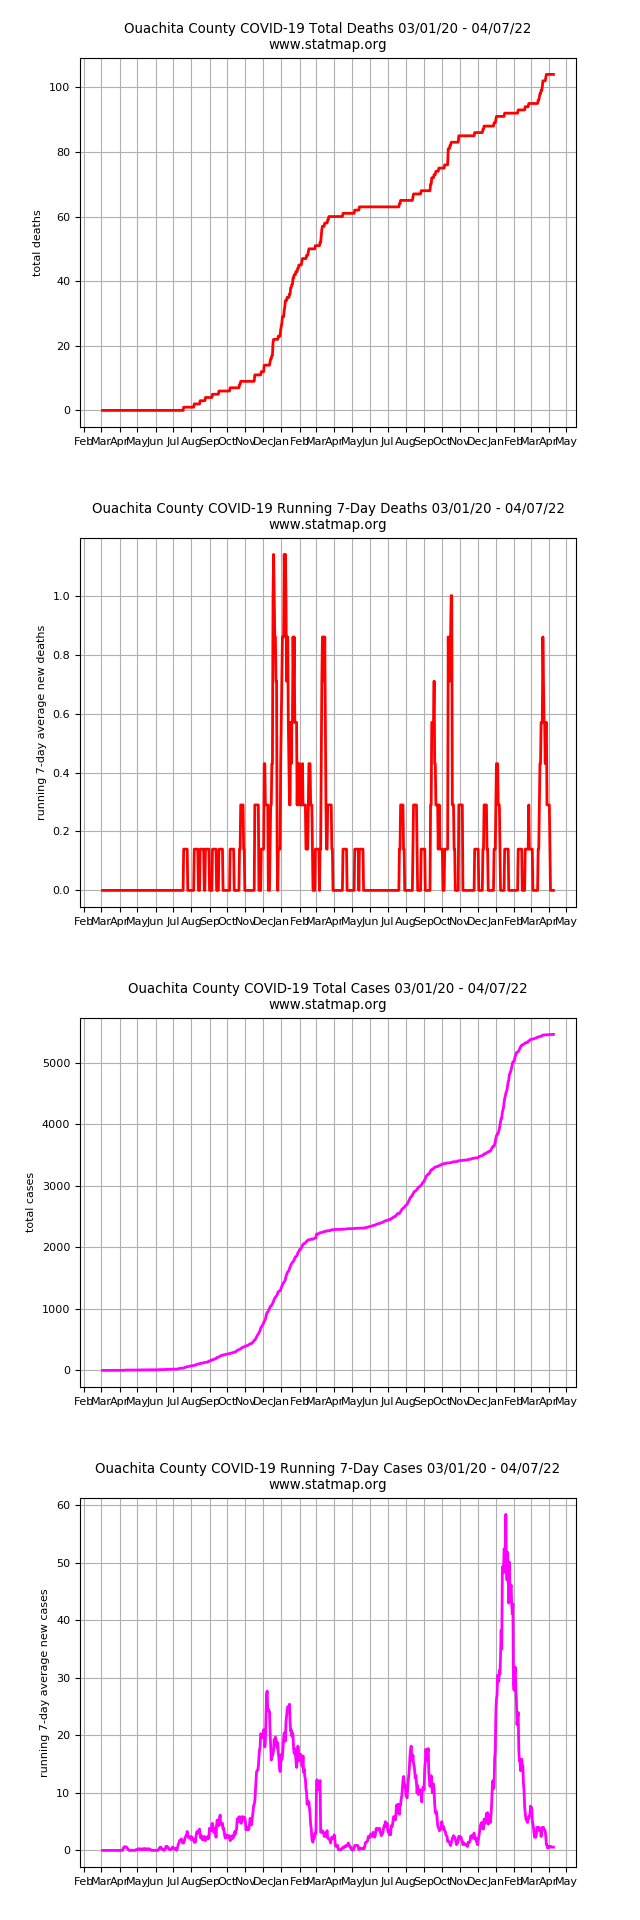 Ouachita County COVID-19 Total Deaths 03/01/20 - 04/07/22
www.statmap.org
100
80
60
40
20
0
total deaths
Feb Mar Apr May Jun Jul Aug Sep Oct Nov Dec Jan Feb Mar Apr May Jun Jul Aug Sep Oct Nov Dec Jan Feb Mar Apr May
Ouachita County COVID-19 Running 7-Day Deaths 03/01/20 - 04/07/22
www.statmap.org
1.0
0.8
0.6
0.4
0.2
0.0
running 7-day average new deaths
Feb Mar Apr May Jun Jul Aug Sep Oct Nov Dec Jan Feb Mar Apr May Jun Jul Aug Sep Oct Nov Dec Jan Feb Mar Apr May
Ouachita County COVID-19 Total Cases 03/01/20 - 04/07/22
www.statmap.org
5000
4000
3000
2000
1000
0
total cases
Feb Mar Apr May Jun Jul Aug Sep Oct Nov Dec Jan Feb Mar Apr May Jun Jul Aug Sep Oct Nov Dec Jan Feb Mar Apr May
Ouachita County COVID-19 Running 7-Day Cases 03/01/20 - 04/07/22
www.statmap.org
60
50
40
30
20
10
0
running 7-day average new cases
Feb Mar Apr May Jun Jul Aug Sep Oct Nov Dec Jan Feb Mar Apr May Jun Jul Aug Sep Oct Nov Dec Jan Feb Mar Apr May